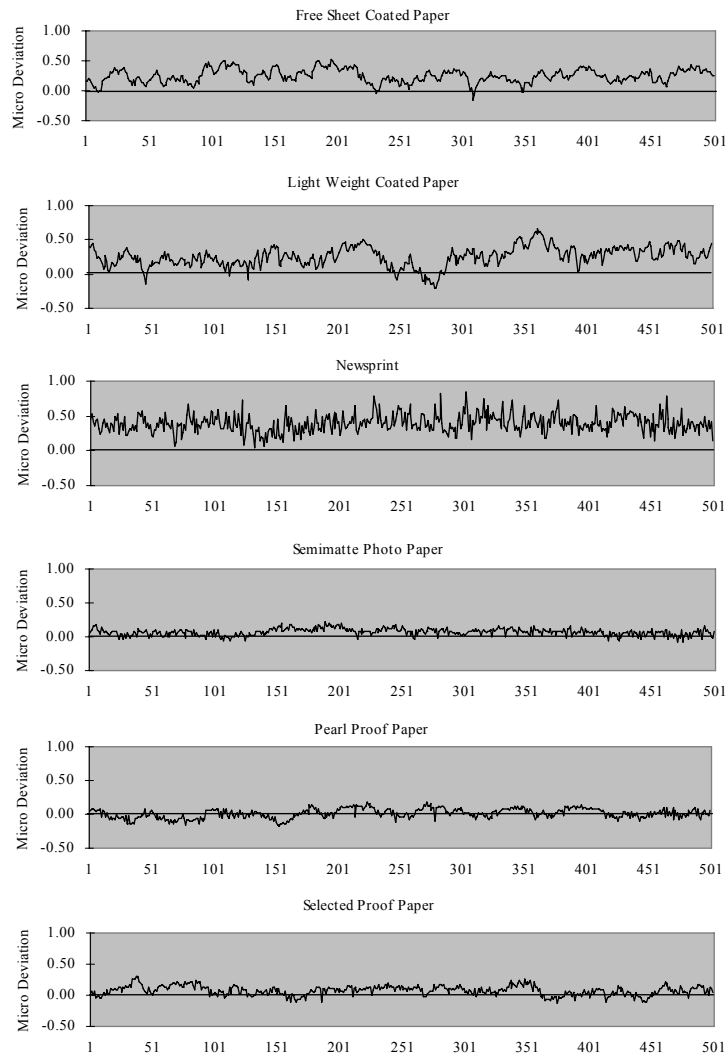 Free Sheet Coated Paper
Micro Deviation
1.00
0.50
0.00
-0.50
1 51 101 151 201 251 301 351 401 451 501
Light Weight Coated Paper
Micro Deviation
1.00
0.50
0.00
-0.50
1 51 101 151 201 251 301 351 401 451 501
Newsprint
Micro Deviation
1.00
0.50
0.00
-0.50
1 51 101 151 201 251 301 351 401 451 501
Semimatte Photo Paper
Micro Deviation
1.00
0.50
0.00
-0.50
1 51 101 151 201 251 301 351 401 451 501
Pearl Proof Paper
Micro Deviation
1.00
0.50
0.00
-0.50
1 51 101 151 201 251 301 351 401 451 501
Selected Proof Paper
Micro Deviation
1.00
0.50
0.00
-0.50
1 51 101 151 201 251 301 351 401 451 501